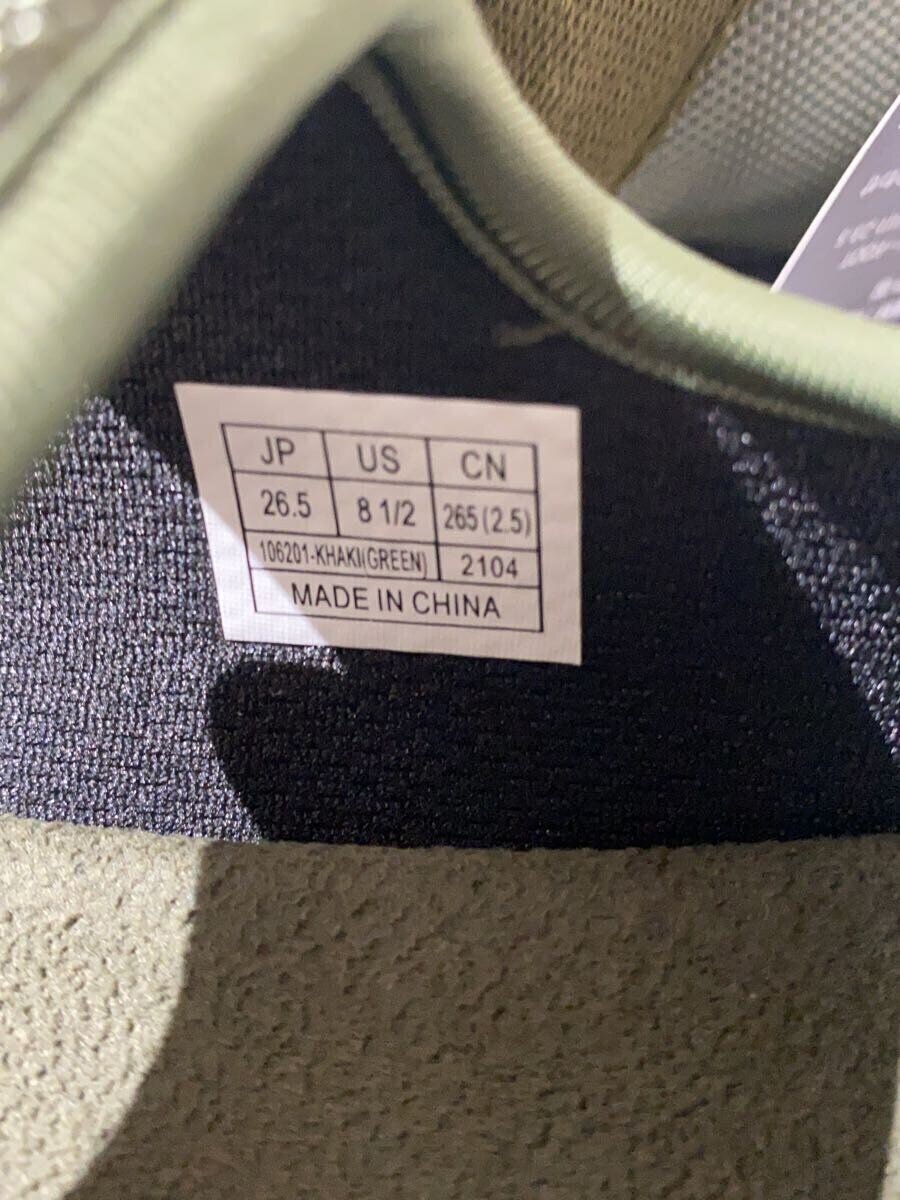 JP US CN
26.5 8 1/2 265(2.5)
106201-KHAKI(GREEN) 2104
MADE IN CHINA